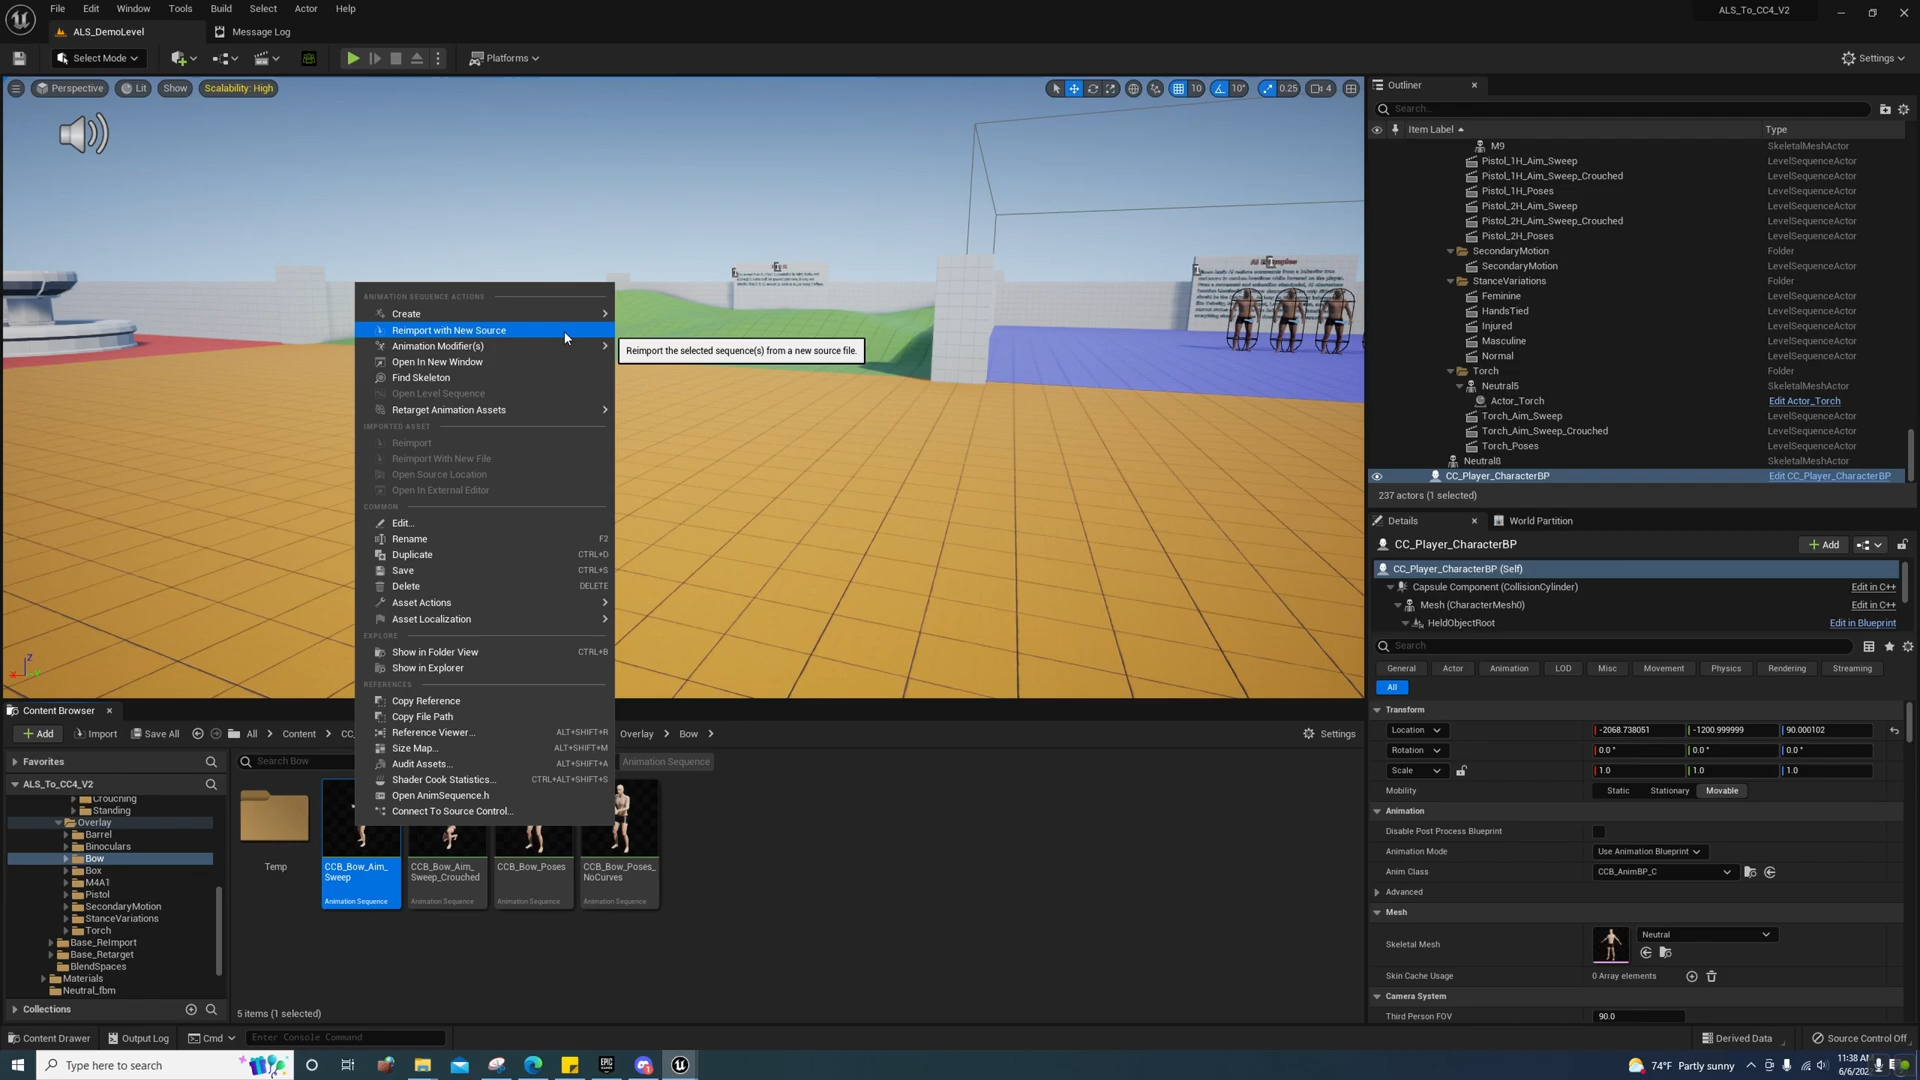 File Edit Window Tools Build Select Actor Help
ALS_To_CC4_V2
ALS_DemoLevel
Message Log
Select Mode
Platforms
Settings
Perspective
Lit
Show
Scalability: High
10
10°
0.25
4
ANIMATION SEQUENCE ACTIONS
Create
Reimport with New Source
Animation Modifier(s)
Open In New Window
Find Skeleton
Open Level Sequence
Retarget Animation Assets
IMPORTED ASSET
Reimport
Reimport With New File
Open Source Location
Open In External Editor
COMMON
Edit...
Rename F2
Duplicate CTRL+D
Save CTRL+S
Delete DELETE
Asset Actions
Asset Localization
EXPLORE
Show in Folder View CTRL+B
Show in Explorer
REFERENCES
Copy Reference
Copy File Path
Reference Viewer... ALT+SHIFT+R
Size Map... ALT+SHIFT+M
Audit Assets... ALT+SHIFT+A
Shader Cook Statistics... CTRL+ALT+SHIFT+S
Open AnimSequence.h
Connect To Source Control...
Reimport the selected sequence(s) from a new source file.
Outliner
Search...
Item Label Type
M9 SkeletalMeshActor
Pistol_1H_Aim_Sweep LevelSequenceActor
Pistol_1H_Aim_Sweep_Crouched LevelSequenceActor
Pistol_1H_Poses LevelSequenceActor
Pistol_2H_Aim_Sweep LevelSequenceActor
Pistol_2H_Aim_Sweep_Crouched LevelSequenceActor
Pistol_2H_Poses LevelSequenceActor
SecondaryMotion Folder
SecondaryMotion LevelSequenceActor
StanceVariations Folder
Feminine LevelSequenceActor
HandsTied LevelSequenceActor
Injured LevelSequenceActor
Masculine LevelSequenceActor
Normal LevelSequenceActor
Torch Folder
Neutral5 SkeletalMeshActor
Actor_Torch Edit Actor_Torch
Torch_Aim_Sweep LevelSequenceActor
Torch_Aim_Sweep_Crouched LevelSequenceActor
Torch_Poses LevelSequenceActor
Neutral8 SkeletalMeshActor
CC_Player_CharacterBP Edit CC_Player_CharacterBP
237 actors (1 selected)
Details
World Partition
CC_Player_CharacterBP
Add
CC_Player_CharacterBP (Self)
Capsule Component (CollisionCylinder) Edit in C++
Mesh (CharacterMesh0) Edit in C++
HeldObjectRoot Edit in Blueprint
Search
General Actor Animation LOD Misc Movement Physics Rendering Streaming
All
Transform
Location -2068.738051 -1200.999999 90.000102
Rotation 0.0° 0.0° 0.0°
Scale 1.0 1.0 1.0
Mobility Static Stationary Movable
Animation
Disable Post Process Blueprint
Animation Mode Use Animation Blueprint
Anim Class CCB_AnimBP_C
Advanced
Mesh
Skeletal Mesh Neutral
Skin Cache Usage 0 Array elements
Camera System
Third Person FOV 90.0
Content Browser
Add Import Save All All Content Overlay Bow Settings
Favorites
Search Bow
Animation Sequence
ALS_To_CC4_V2
Crouching
Standing
Overlay
Barrel
Binoculars
Bow
Box
M4A1
Pistol
SecondaryMotion
StanceVariations
Torch
Base_ReImport
Base_Retarget
BlendSpaces
Materials
Neutral_fbm
Collections
Temp
CCB_Bow_Aim_
Sweep
Animation Sequence
CCB_Bow_Aim_
Sweep_Crouched
Animation Sequence
CCB_Bow_Poses
Animation Sequence
CCB_Bow_Poses_
NoCurves
Animation Sequence
5 items (1 selected)
Content Drawer Output Log Cmd Enter Console Command
Derived Data Source Control Off
Type here to search
74°F Partly sunny
11:38 AM